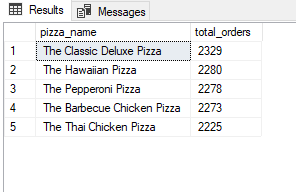 Results Messages
pizza_name total_orders
1 The Classic Deluxe Pizza 2329
2 The Hawaiian Pizza 2280
3 The Pepperoni Pizza 2278
4 The Barbecue Chicken Pizza 2273
5 The Thai Chicken Pizza 2225